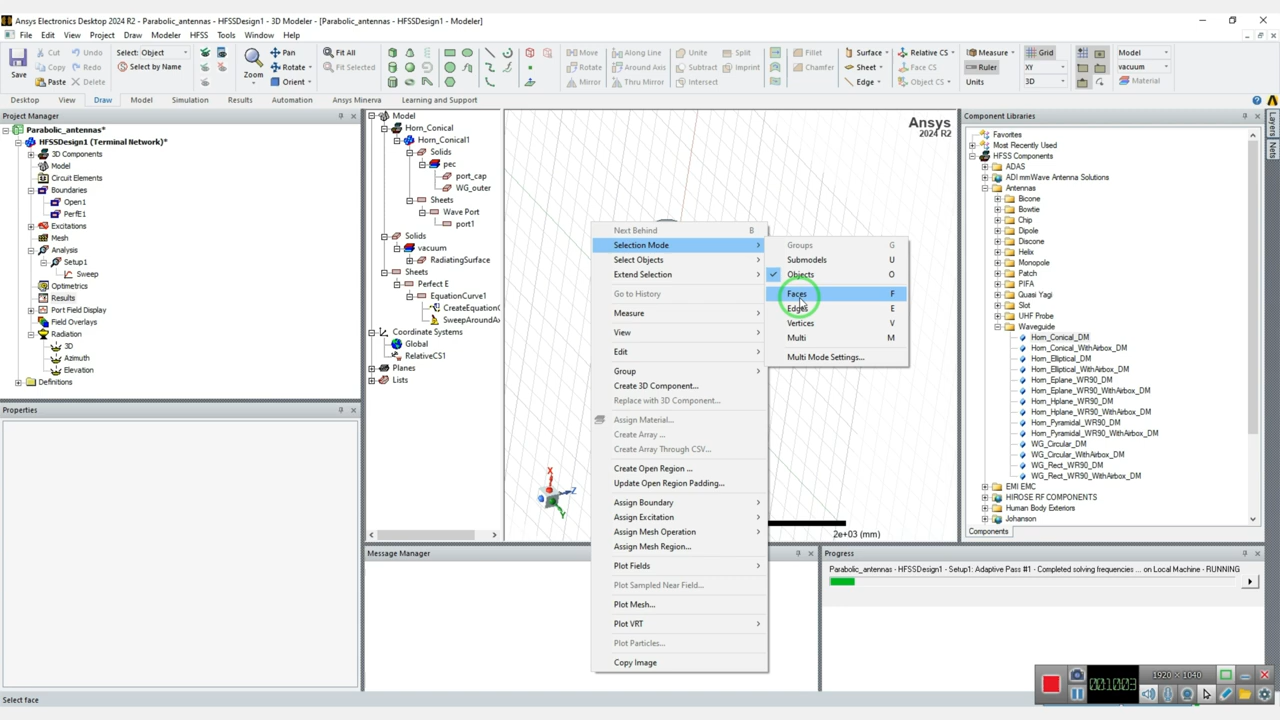 Ansys Electronics Desktop 2024 R2 - Parabolic_antennas - HFSSDesign1 - 3D Modeler - [Parabolic_antennas - HFSSDesign1 - Modeler]
File Edit View Project Draw Modeler HFSS Tools Window Help
Save
Cut Undo
Copy Redo
Paste Delete
Select: Object
Select by Name
Zoom
Pan
Rotate
Orient
Fit All
Fit Selected
Move Along Line
Rotate Around Axis
Mirror Thru Mirror
Unite Split
Subtract Imprint
Intersect
Fillet
Chamfer
Surface
Sheet
Edge
Relative CS
Face CS
Object CS
Measure
Ruler
Units
Grid
XY
3D
Model
vacuum
Material
Desktop View Draw Model Simulation Results Automation Ansys Minerva Learning and Support
Project Manager
Parabolic_antennas*
HFSSDesign1 (Terminal Network)*
3D Components
Model
Circuit Elements
Boundaries
Open1
PerfE1
Excitations
Mesh
Analysis
Setup1
Sweep
Optimetrics
Results
Port Field Display
Field Overlays
Radiation
3D
Azimuth
Elevation
Definitions
Properties
Model
Horn_Conical
Horn_Conical1
Solids
pec
port_cap
WG_outer
Sheets
Wave Port
port1
Solids
vacuum
RadiatingSurface
Sheets
Perfect E
EquationCurve1
CreateEquation
SweepAroundA
Coordinate Systems
Global
RelativeCS1
Planes
Lists
Ansys
2024 R2
X
Z
Y
2e+03 (mm)
Next Behind B
Selection Mode
Select Objects
Extend Selection
Go to History
Measure
View
Edit
Group
Create 3D Component...
Replace with 3D Component...
Assign Material...
Create Array ...
Create Array Through CSV...
Create Open Region ...
Update Open Region Padding...
Assign Boundary
Assign Excitation
Assign Mesh Operation
Assign Mesh Region...
Plot Fields
Plot Sampled Near Field...
Plot Mesh...
Plot VRT
Plot Particles...
Copy Image
Groups G
Submodels U
Objects O
Faces F
Edges E
Vertices V
Multi M
Multi Mode Settings...
Component Libraries
Favorites
Most Recently Used
HFSS Components
ADAS
ADI mmWave Antenna Solutions
Antennas
Bicone
Bowtie
Chip
Dipole
Discone
Helix
Monopole
Patch
PIFA
Quasi Yagi
Slot
UHF Probe
Waveguide
Horn_Conical_DM
Horn_Conical_WithAirbox_DM
Horn_Elliptical_DM
Horn_Elliptical_WithAirbox_DM
Horn_Eplane_WR90_DM
Horn_Eplane_WR90_WithAirbox_DM
Horn_Hplane_WR90_DM
Horn_Hplane_WR90_WithAirbox_DM
Horn_Pyramidal_WR90_DM
Horn_Pyramidal_WR90_WithAirbox_DM
WG_Circular_DM
WG_Circular_WithAirbox_DM
WG_Rect_WR90_DM
WG_Rect_WR90_WithAirbox_DM
EMI EMC
HIROSE RF COMPONENTS
Human Body Exteriors
Johanson
Components
Layers
Nets
Message Manager
Progress
Parabolic_antennas - HFSSDesign1 - Setup1: Adaptive Pass #1 - Completed solving frequencies ... on Local Machine - RUNNING
Select face
001003
1920 × 1040